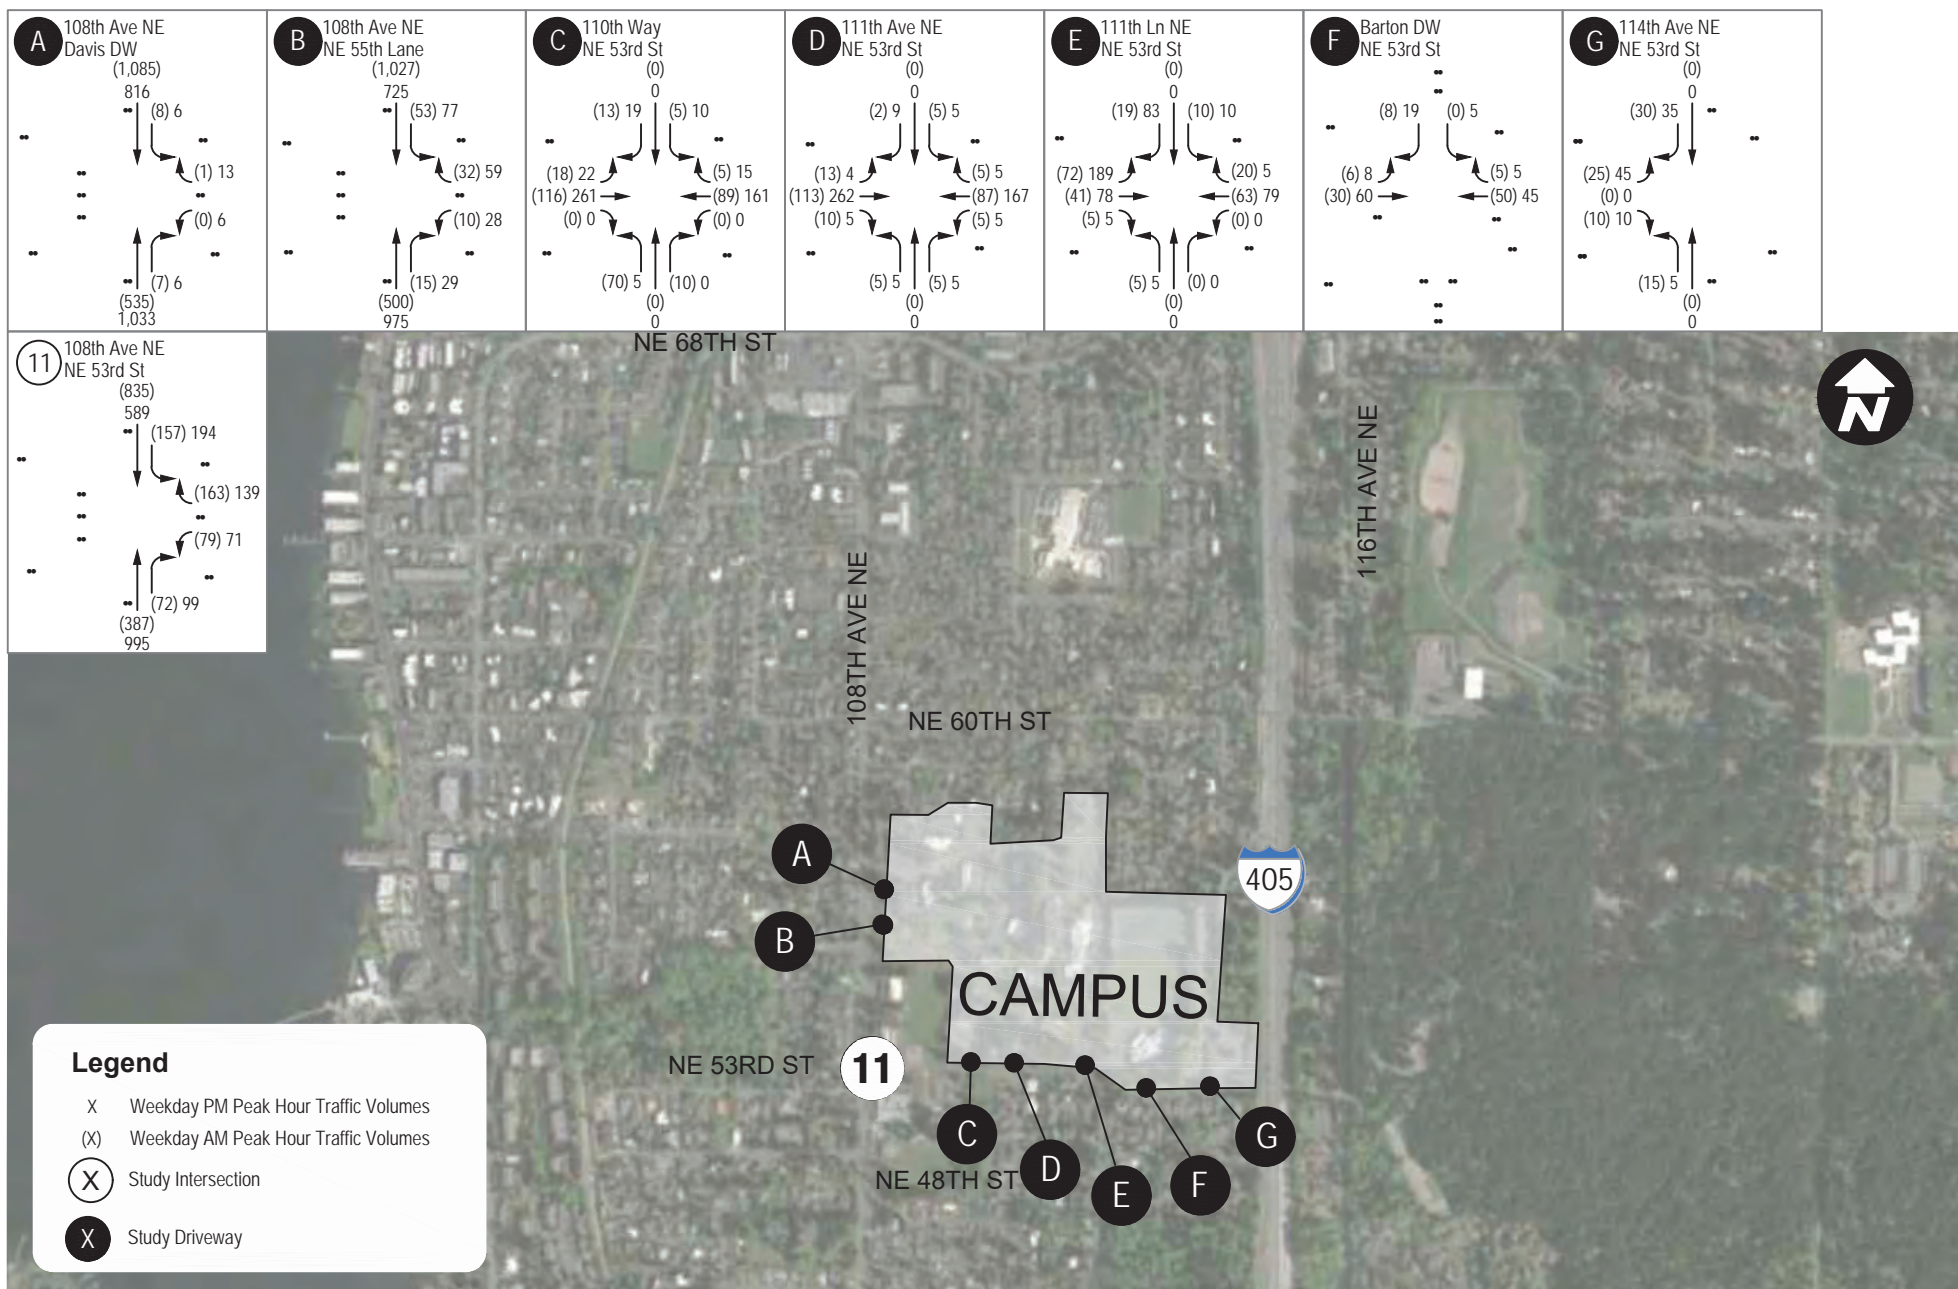 A
108th Ave NE
Davis DW
(1,085)
816
(8) 6
(1) 13
(0) 6
(7) 6
(535)
1,033
B
108th Ave NE
NE 55th Lane
(1,027)
725
(53) 77
(32) 59
(10) 28
(15) 29
(500)
975
C
110th Way
NE 53rd St
(0)
0
(13) 19
(5) 10
(18) 22
(5) 15
(116) 261
(89) 161
(0) 0
(0) 0
(70) 5
(10) 0
(0)
0
D
111th Ave NE
NE 53rd St
(0)
0
(2) 9
(5) 5
(13) 4
(5) 5
(113) 262
(87) 167
(10) 5
(5) 5
(5) 5
(5) 5
(0)
0
E
111th Ln NE
NE 53rd St
(0)
0
(19) 83
(10) 10
(72) 189
(20) 5
(41) 78
(63) 79
(5) 5
(0) 0
(5) 5
(0) 0
(0)
0
F
Barton DW
NE 53rd St
(8) 19
(0) 5
(6) 8
(5) 5
(30) 60
(50) 45
G
114th Ave NE
NE 53rd St
(0)
0
(30) 35
(25) 45
(0) 0
(10) 10
(15) 5
(0)
0
11
108th Ave NE
NE 53rd St
(835)
589
(157) 194
(163) 139
(79) 71
(72) 99
(387)
995
NE 68TH ST
N
116TH AVE NE
108TH AVE NE
NE 60TH ST
A
405
B
CAMPUS
NE 53RD ST
11
C
D
E
F
G
NE 48TH ST
Legend
X Weekday PM Peak Hour Traffic Volumes
(X) Weekday AM Peak Hour Traffic Volumes
X Study Intersection
X Study Driveway